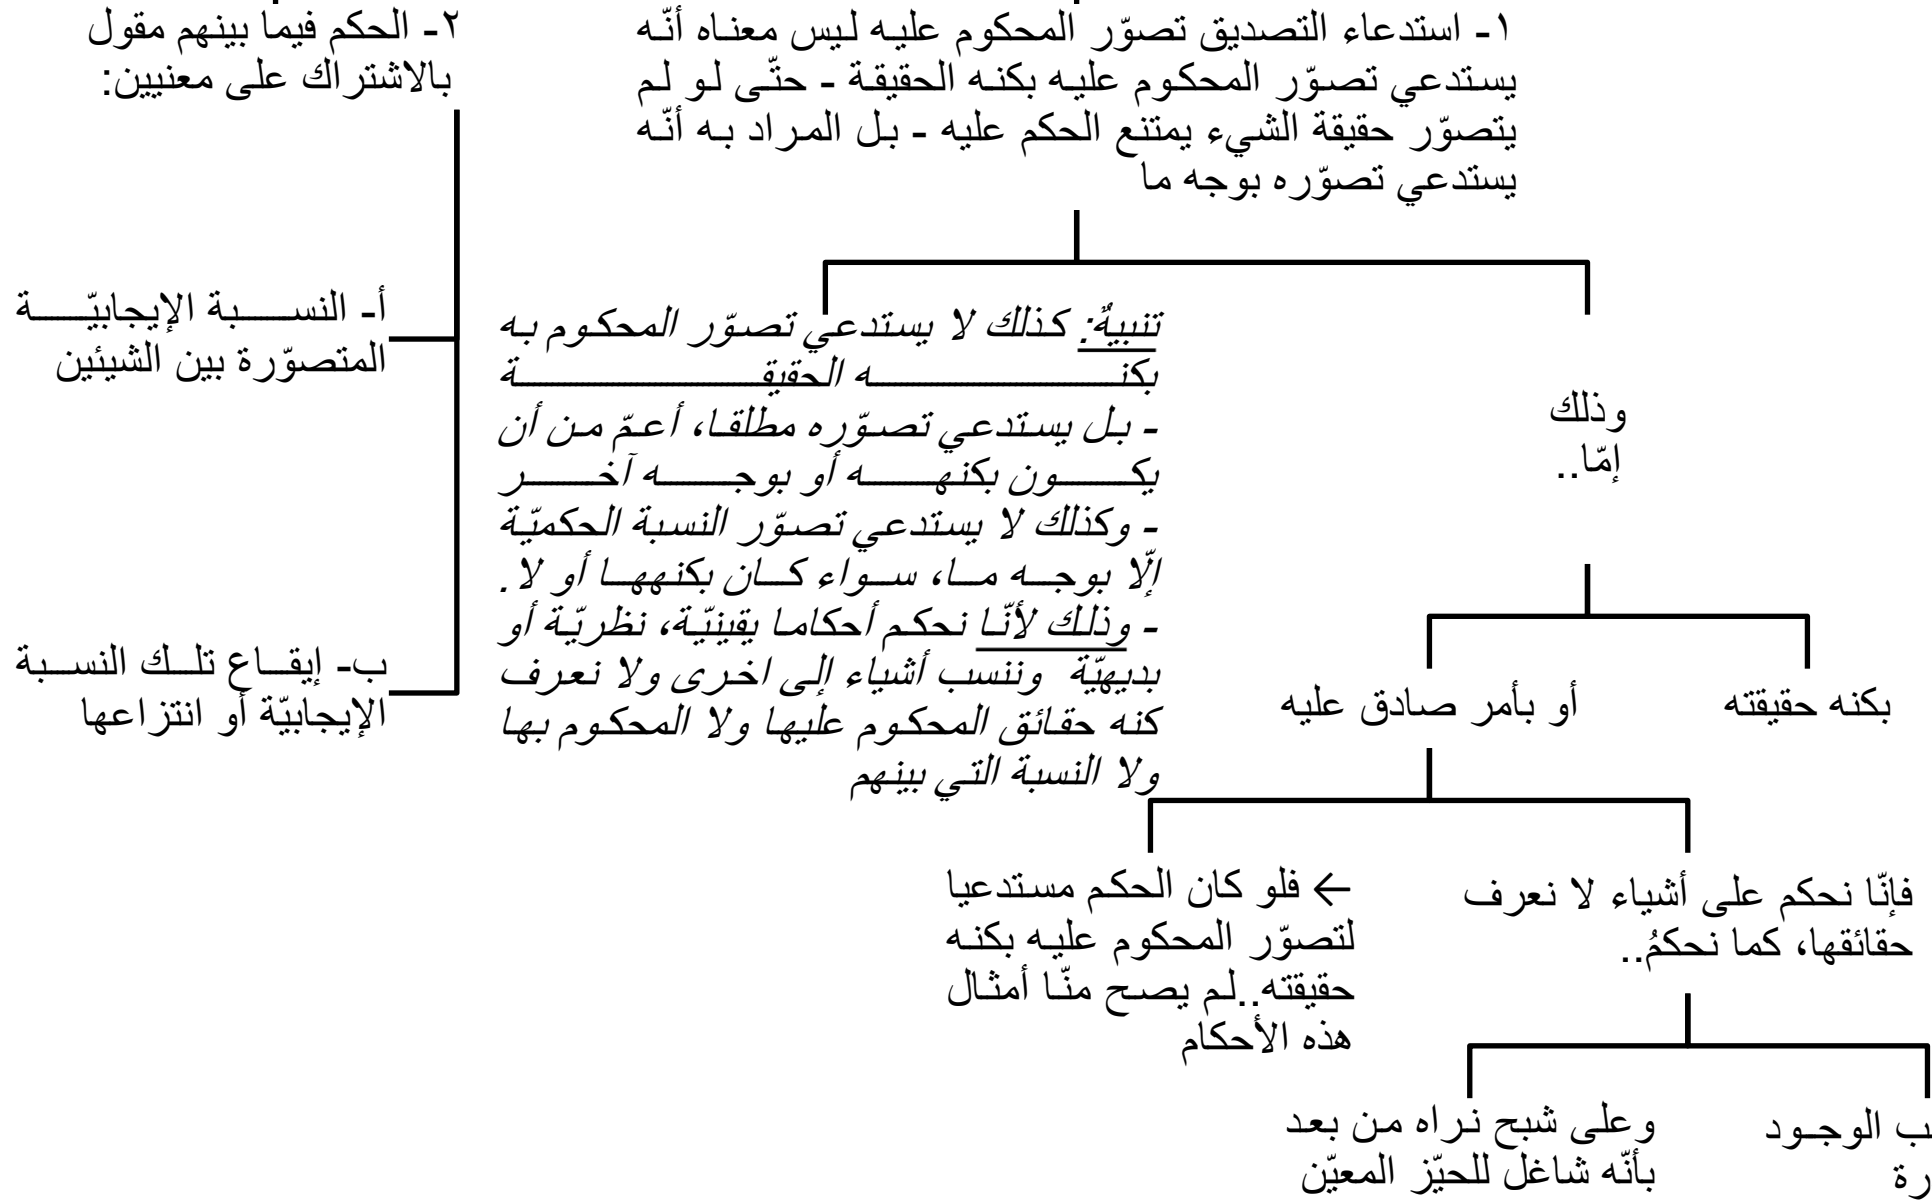 ١- استدعاء التصديق تصوّر المحكوم عليه ليس معناه أنّه
يستدعي تصوّر المحكوم عليه بكنه الحقيقة - حتّى لو لم
يتصوّر حقيقة الشيء يمتنع الحكم عليه - بل المراد به أنّه
يستدعي تصوّره بوجه ما
٢- الحكم فيما بينهم مقول
بالاشتراك على معنيين:
وذلك
إمّا..
بكنه حقيقته
أو بأمر صادق عليه
فإنّا نحكم على أشياء لا نعرف
حقائقها، كما نحكمُ..
ب الوجود
رة
وعلى شبح نراه من بعد
بأنّه شاغل للحيّز المعيّن
← فلو كان الحكم مستدعيا
لتصوّر المحكوم عليه بكنه
حقيقته..لم يصح منّا أمثال
هذه الأحكام
تنبيهٌ: كذلك لا يستدعي تصوّر المحكوم به
بكنه الحقيقة
- بل يستدعي تصوّره مطلقا، أعمّ من أن
يكون بكنهه أو بوجه آخر
- وكذلك لا يستدعي تصوّر النسبة الحكميّة
إلّا بوجه ما، سواء كان بكنهها أو لا.
- وذلك لأنّا نحكم أحكاما يقينيّة، نظريّة أو
بديهيّة وننسب أشياء إلى اخرى ولا نعرف
كنه حقائق المحكوم عليها ولا المحكوم بها
ولا النسبة التي بينهم
أ- النسبة الإيجابيّة
المتصوّرة بين الشيئين
ب- إيقاع تلك النسبة
الإيجابيّة أو انتزاعها